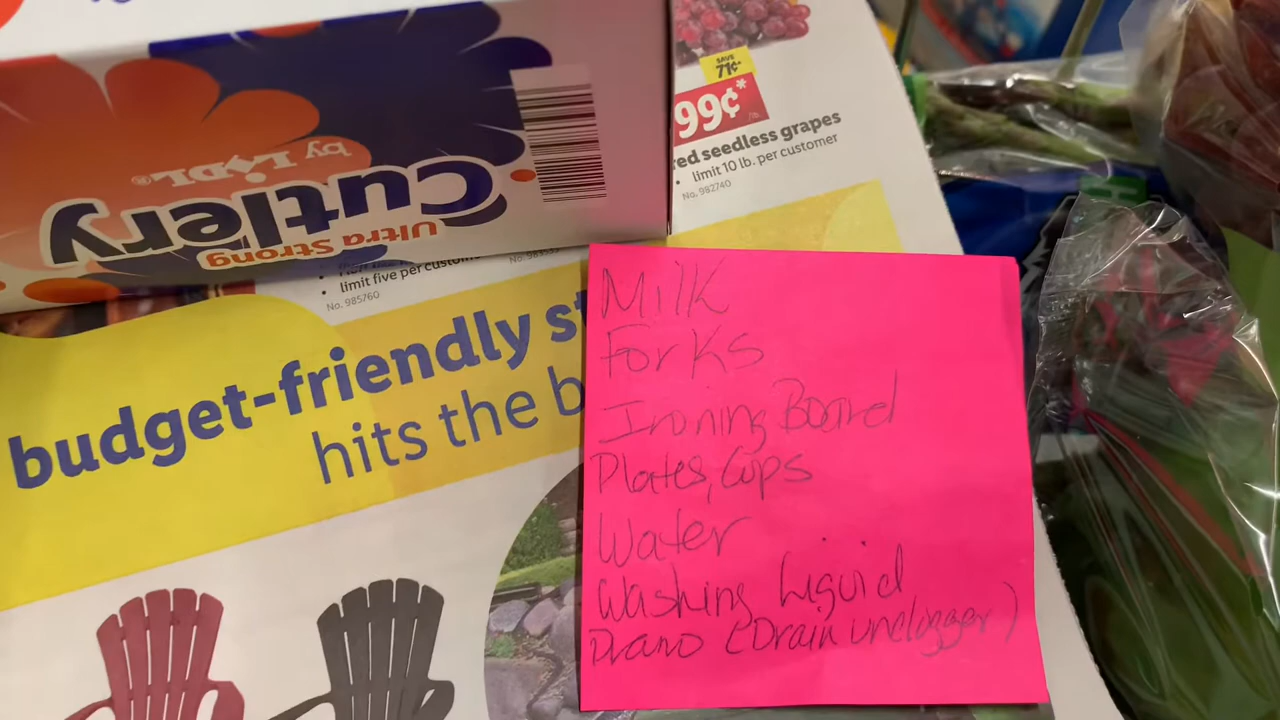 Cutlery
Ultra Strong
by LIDL®
SAVE
71¢*
99¢*
/lb.
red seedless grapes
• limit 10 lb. per customer
No. 982740
• limit five per customer
No. 985760
budget-friendly
hits the
Milk
Forks
Ironing Board
Plates, Cups
Water
Washing Liquid
Drano (Drain unclogger)